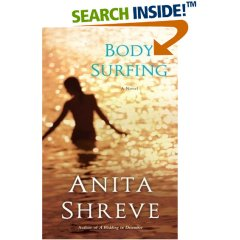 SEARCH INSIDE!™
BODY
SURFING
A Novel
ANITA
SHREVE
Author of A Wedding in December